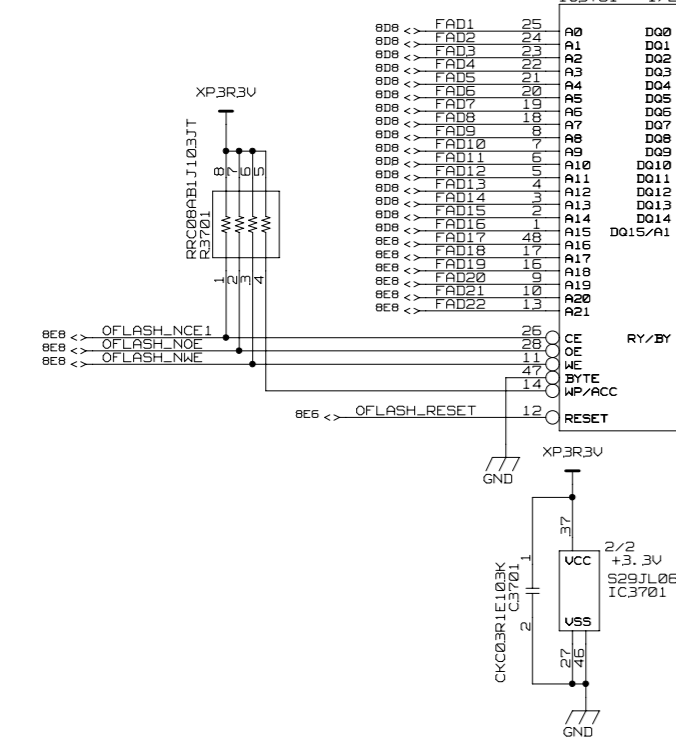 8D8 <> FAD1 25 A0 DQ0
8D8 <> FAD2 24 A1 DQ1
8D8 <> FAD3 23 A2 DQ2
8D8 <> FAD4 22 A3 DQ3
8D8 <> FAD5 21 A4 DQ4
8D8 <> FAD6 20 A5 DQ5
8D8 <> FAD7 19 A6 DQ6
8D8 <> FAD8 18 A7 DQ7
8D8 <> FAD9 8 A8 DQ8
8D8 <> FAD10 7 A9 DQ9
8D8 <> FAD11 6 A10 DQ10
8D8 <> FAD12 5 A11 DQ11
8D8 <> FAD13 4 A12 DQ12
8D8 <> FAD14 3 A13 DQ13
8D8 <> FAD15 2 A14 DQ14
8D8 <> FAD16 1 A15 DQ15/A1
8E8 <> FAD17 48 A16
8E8 <> FAD18 17 A17
8E8 <> FAD19 16 A18
8E8 <> FAD20 9 A19
8E8 <> FAD21 10 A20
8E8 <> FAD22 13 A21
XP3R3V
8 7 6 5
RRC08AB1J103JT
R3701
1 2 3 4
8E8 <> OFLASH_NCE1 26 CE RY/BY
8E8 <> OFLASH_NOE 28 OE
8E8 <> OFLASH_NWE 11 WE
47 BYTE
14 WP/ACC
8E6 <> OFLASH_RESET 12 RESET
GND
XP3R3V
37
2/2
VCC +3.3V
S29JL06
IC3701
1
CKC03R1E103K
C3701
2
VSS
27 46
GND